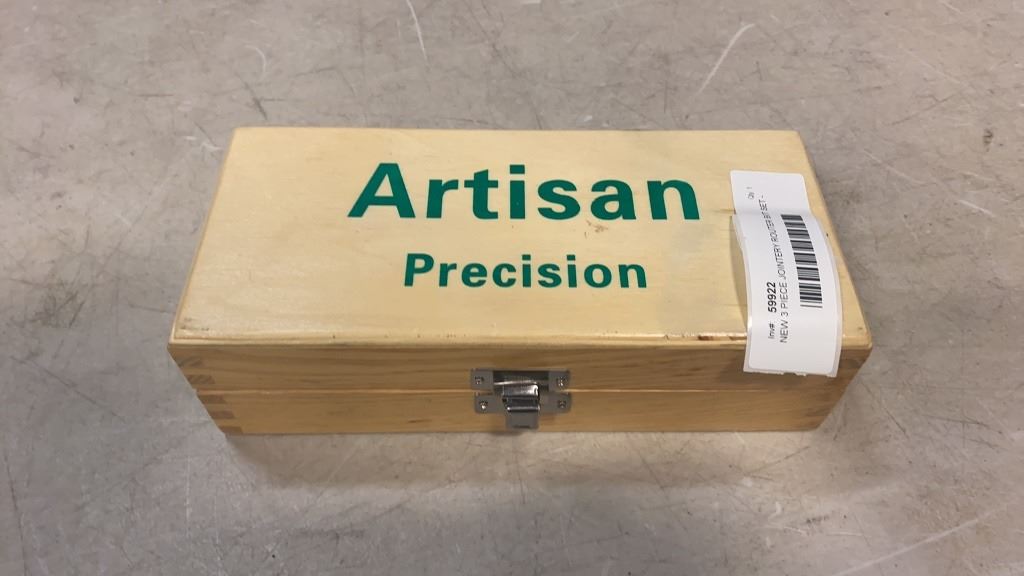 Artisan
Precision
Qty 1
Inv#: 59922
NEW 3 PIECE JOINTERY ROUTER BIT SET -